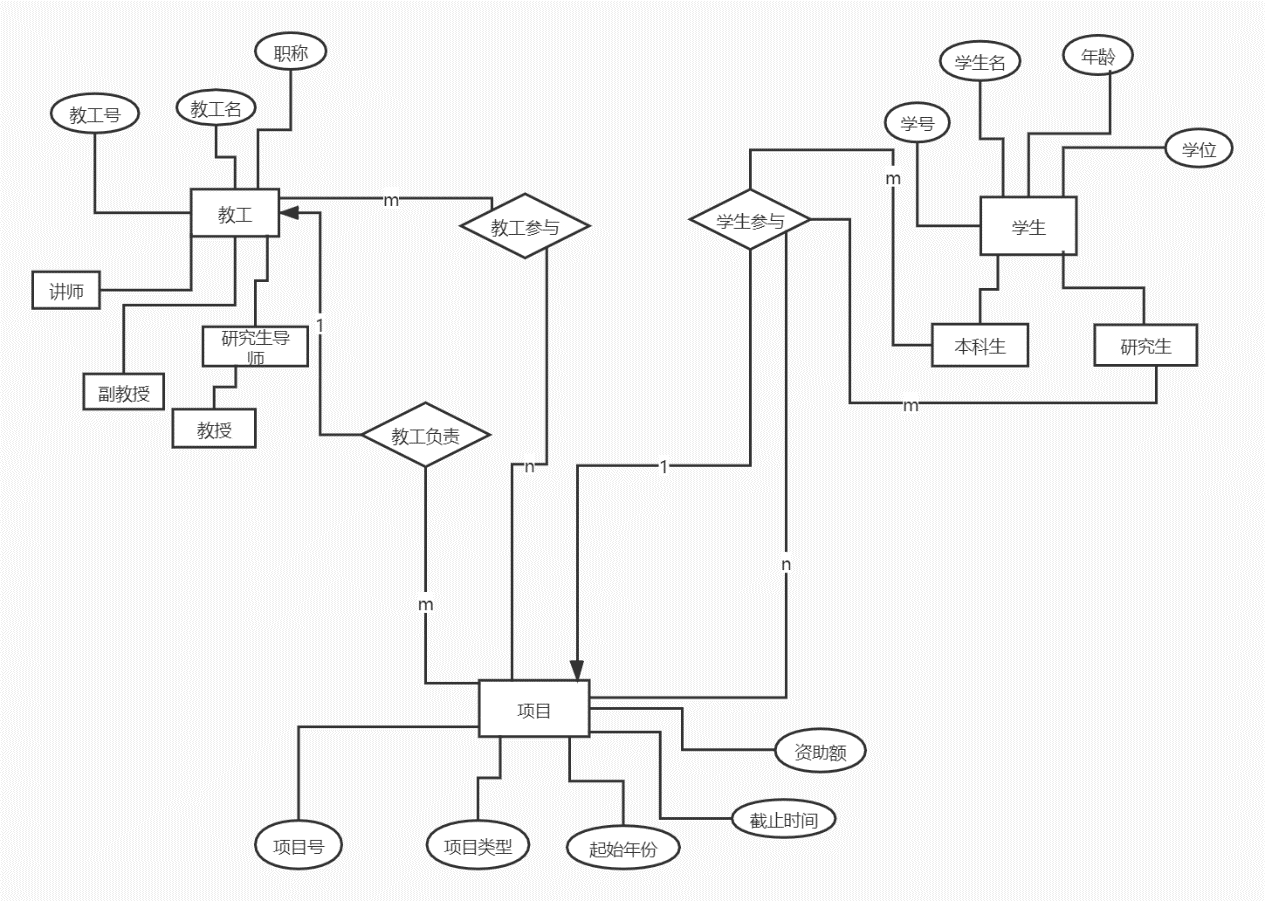 职称
学生名
年龄
教工号
教工名
学号
学位
m
m
教工
教工参与
学生参与
学生
讲师
1
研究生导
师
本科生
研究生
副教授
教授
m
教工负责
n
1
n
m
项目
资助额
截止时间
项目号
项目类型
起始年份